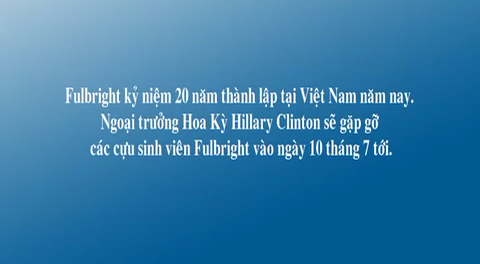 Fulbright kỷ niệm 20 năm thành lập tại Việt Nam năm nay.
Ngoại trưởng Hoa Kỳ Hillary Clinton sẽ gặp gỡ
các cựu sinh viên Fulbright vào ngày 10 tháng 7 tới.